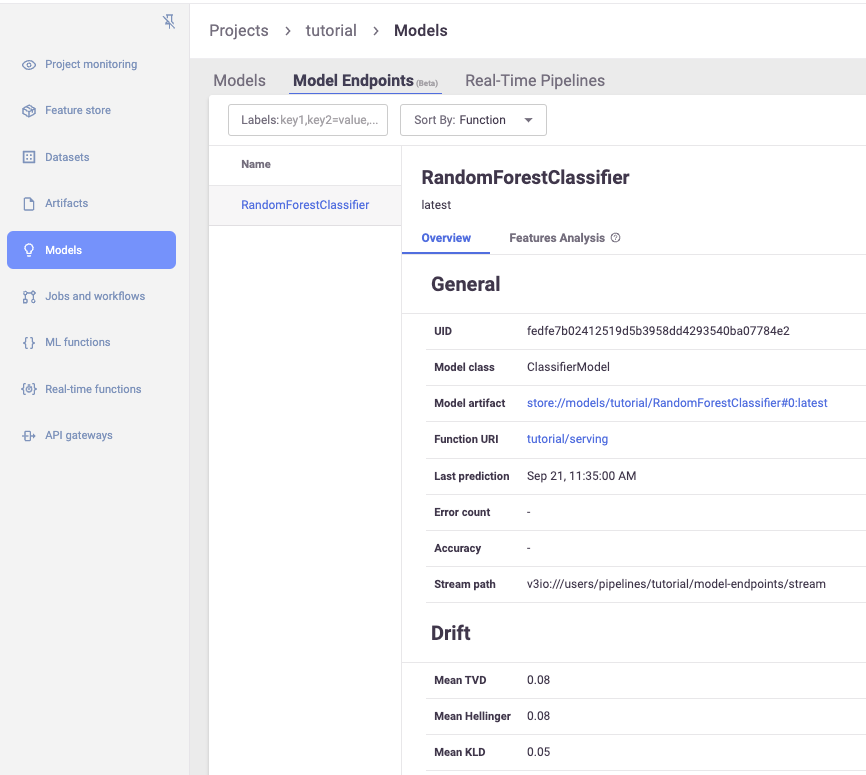 Projects > tutorial > Models
Project monitoring
Feature store
Datasets
Artifacts
Models
Jobs and workflows
ML functions
Real-time functions
API gateways
Models Model Endpoints (Beta) Real-Time Pipelines
Labels: key1,key2=value,... Sort By: Function
Name
RandomForestClassifier
RandomForestClassifier
latest
Overview Features Analysis
General
UID fedfe7b02412519d5b3958dd4293540ba07784e2
Model class ClassifierModel
Model artifact store://models/tutorial/RandomForestClassifier#0:latest
Function URI tutorial/serving
Last prediction Sep 21, 11:35:00 AM
Error count -
Accuracy -
Stream path v3io:///users/pipelines/tutorial/model-endpoints/stream
Drift
Mean TVD 0.08
Mean Hellinger 0.08
Mean KLD 0.05